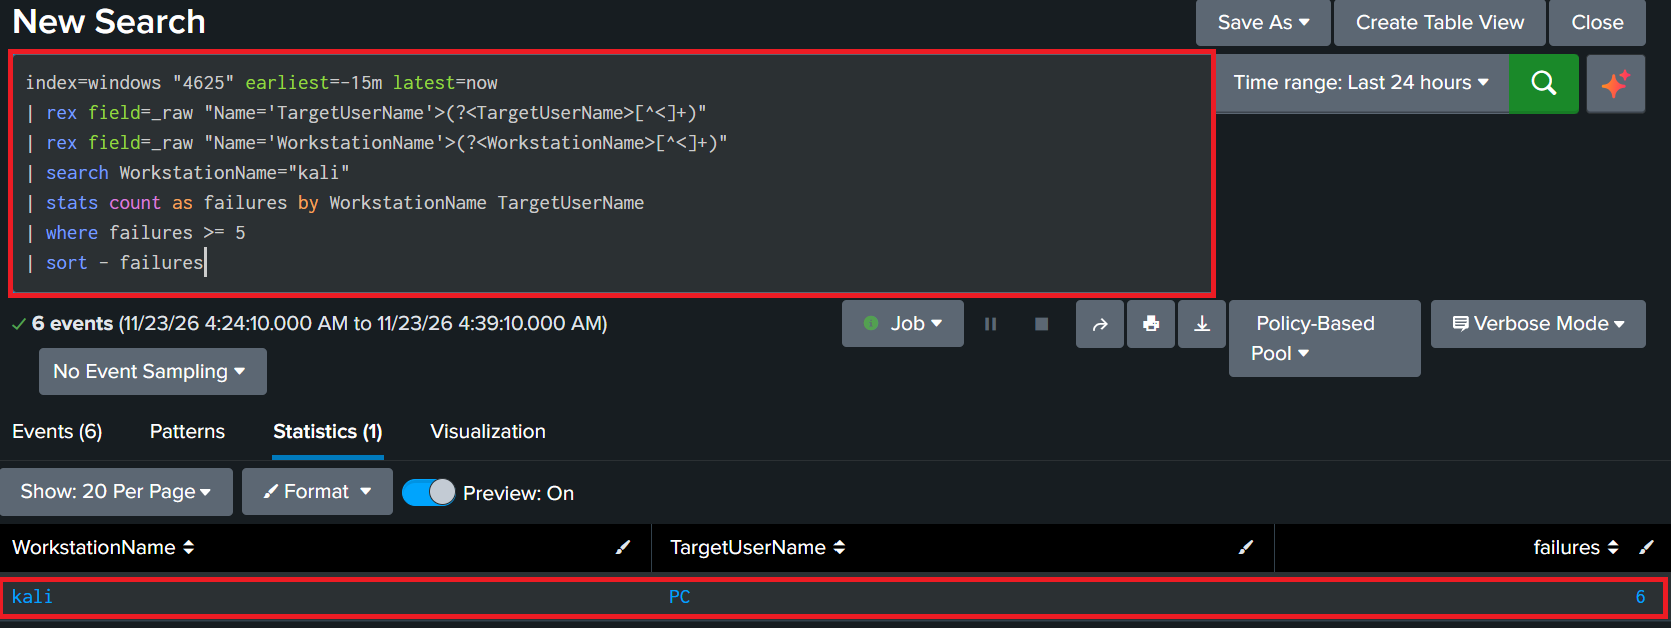 New Search
Save As
Create Table View
Close
index=windows "4625" earliest=-15m latest=now
| rex field=_raw "Name='TargetUserName'>(?<TargetUserName>[^<]+)"
| rex field=_raw "Name='WorkstationName'>(?<WorkstationName>[^<]+)"
| search WorkstationName="kali"
| stats count as failures by WorkstationName TargetUserName
| where failures >= 5
| sort - failures
Time range: Last 24 hours
6 events (11/23/26 4:24:10.000 AM to 11/23/26 4:39:10.000 AM)
Job
Policy-Based
Pool
Verbose Mode
No Event Sampling
Events (6)
Patterns
Statistics (1)
Visualization
Show: 20 Per Page
Format
Preview: On
WorkstationName
TargetUserName
failures
kali
PC
6